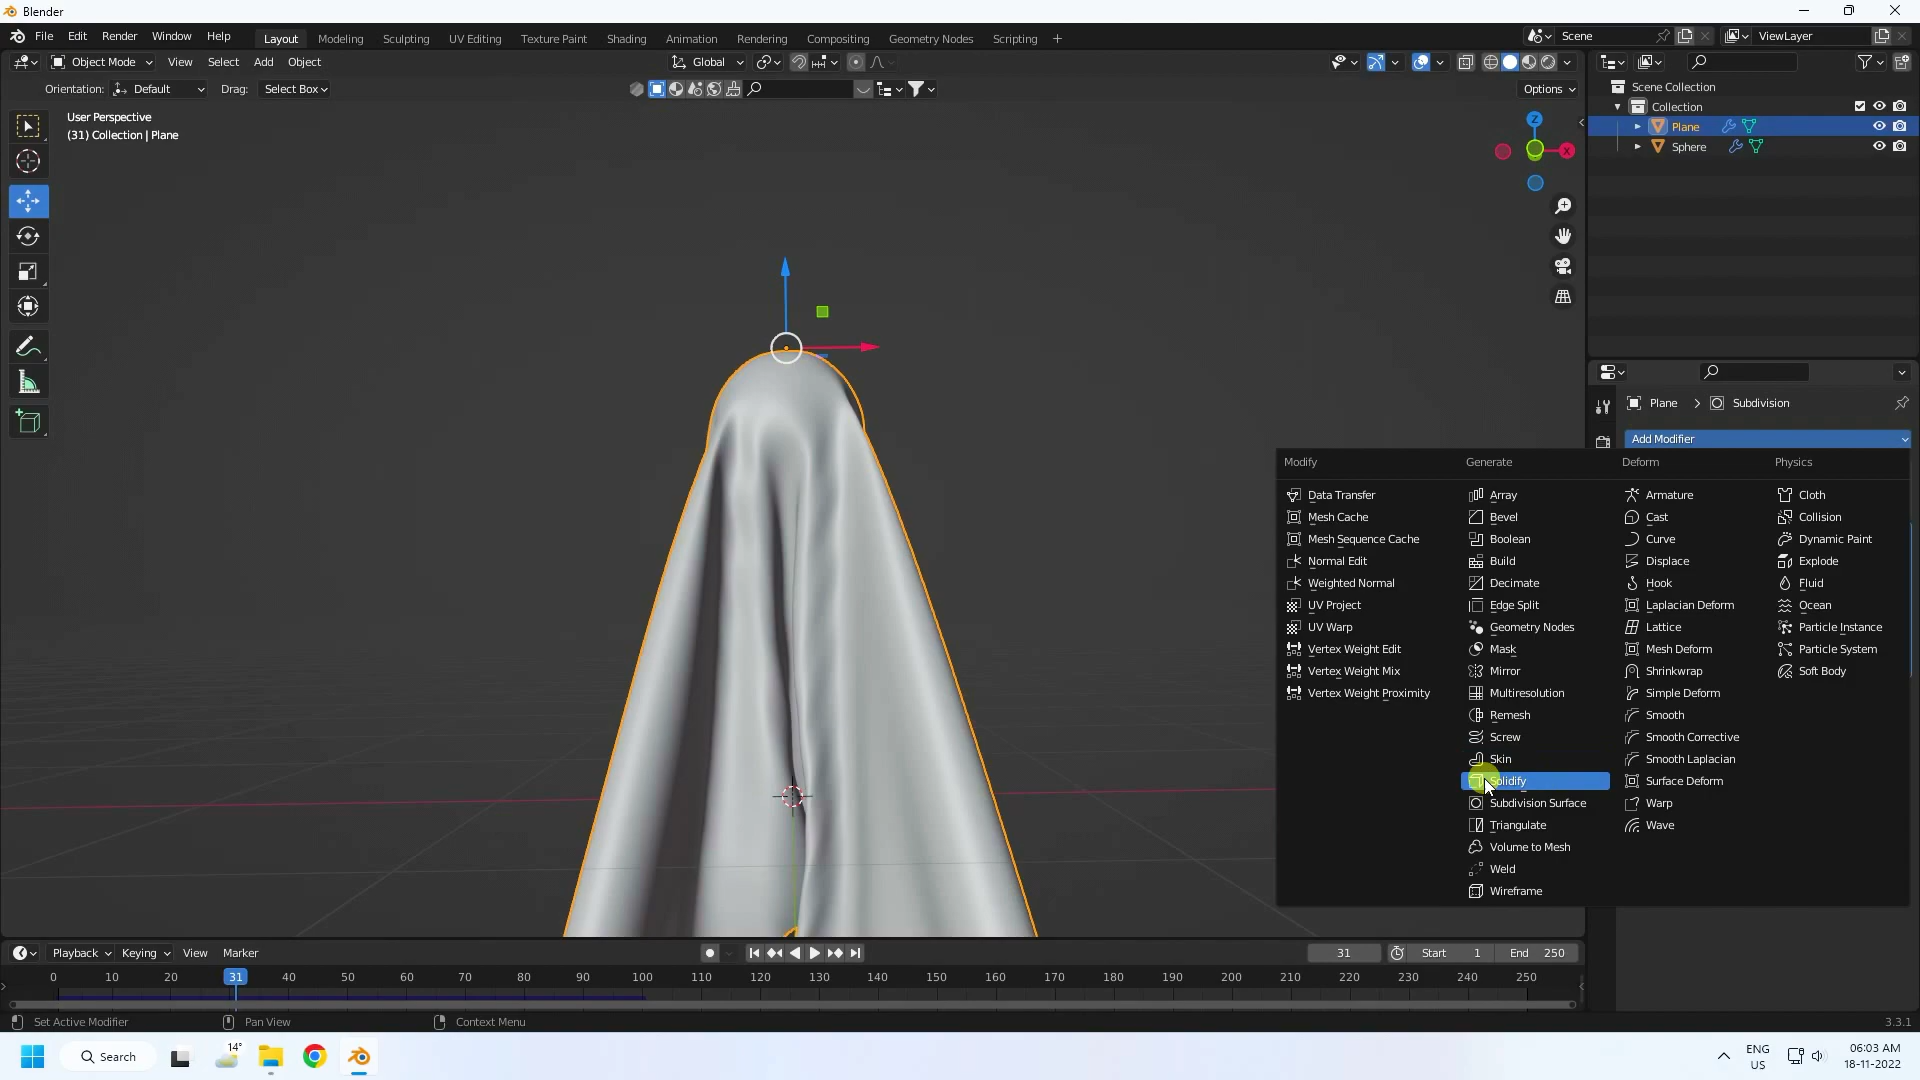 Blender
File Edit Render Window Help Layout Modeling Sculpting UV Editing Texture Paint Shading Animation Rendering Compositing Geometry Nodes Scripting + Scene ViewLayer
Object Mode View Select Add Object Global
Orientation: Default Drag: Select Box Options
User Perspective
(31) Collection | Plane
Z
X
Scene Collection
Collection
Plane
Sphere
Plane > Subdivision
Add Modifier
Modify Generate Deform Physics
Data Transfer Array Armature Cloth
Mesh Cache Bevel Cast Collision
Mesh Sequence Cache Boolean Curve Dynamic Paint
Normal Edit Build Displace Explode
Weighted Normal Decimate Hook Fluid
UV Project Edge Split Laplacian Deform Ocean
UV Warp Geometry Nodes Lattice Particle Instance
Vertex Weight Edit Mask Mesh Deform Particle System
Vertex Weight Mix Mirror Shrinkwrap Soft Body
Vertex Weight Proximity Multiresolution Simple Deform
Remesh Smooth
Screw Smooth Corrective
Skin Smooth Laplacian
Solidify Surface Deform
Subdivision Surface Warp
Triangulate Wave
Volume to Mesh
Weld
Wireframe
Playback Keying View Marker 31 Start 1 End 250
0 10 20 31 40 50 60 70 80 90 100 110 120 130 140 150 160 170 180 190 200 210 220 230 240 250
Set Active Modifier Pan View Context Menu 3.3.1
Search 14° ENG US 06:03 AM
18-11-2022